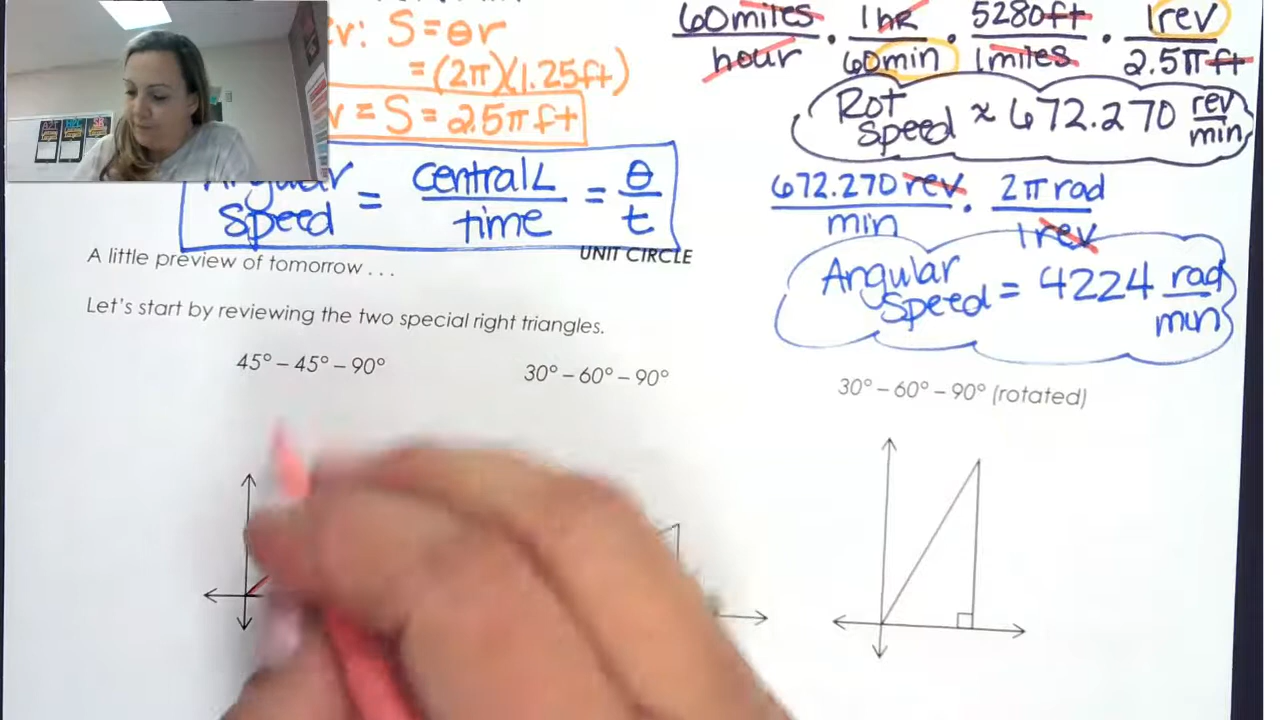 v: S = θr
= (2π)(1.25ft)
v = S = 2.5π ft
60miles/hour · 1hr/60min · 5280ft/1miles · 1rev/2.5πft
Rot Speed ≈ 672.270 rev/min
Angular Speed = central∠/time = θ/t
672.270 rev/min · 2π rad/1rev
Angular Speed = 4224 rad/min
UNIT CIRCLE
A little preview of tomorrow . . .
Let's start by reviewing the two special right triangles.
45° – 45° – 90°
30° – 60° – 90°
30° – 60° – 90° (rotated)